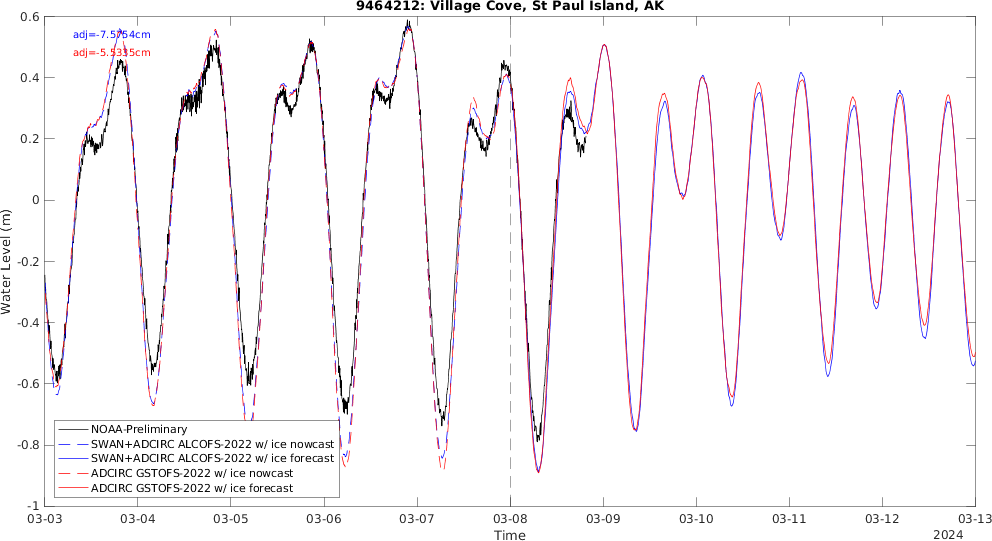 9464212: Village Cove, St Paul Island, AK
adj=-7.5754cm
adj=-5.5335cm
Water Level (m)
0.6
0.4
0.2
0
-0.2
-0.4
-0.6
-0.8
-1
NOAA-Preliminary
SWAN+ADCIRC ALCOFS-2022 w/ ice nowcast
SWAN+ADCIRC ALCOFS-2022 w/ ice forecast
ADCIRC GSTOFS-2022 w/ ice nowcast
ADCIRC GSTOFS-2022 w/ ice forecast
03-03 03-04 03-05 03-06 03-07 03-08 03-09 03-10 03-11 03-12 03-13
Time
2024